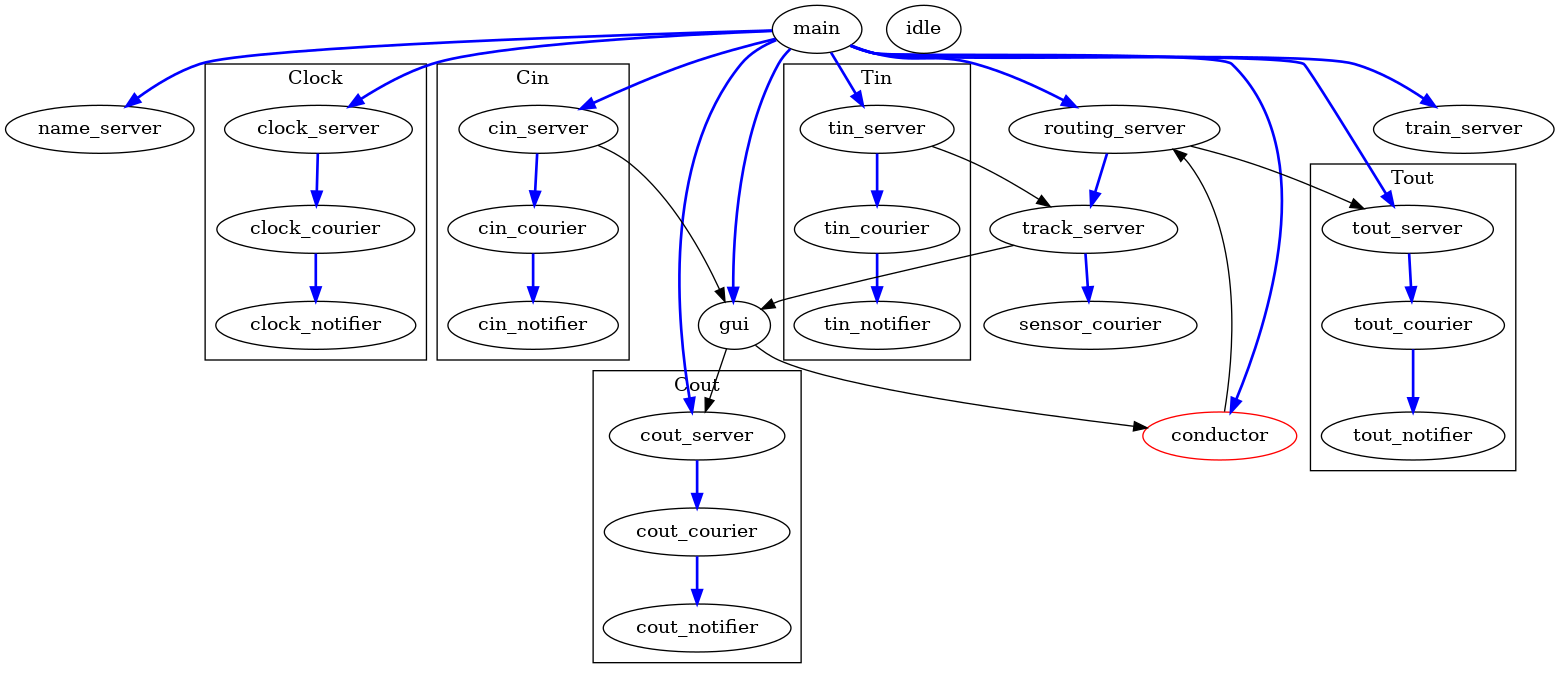 main
idle
Clock
Cin
Tin
name_server
clock_server
cin_server
tin_server
routing_server
train_server
Tout
clock_courier
cin_courier
tin_courier
track_server
tout_server
clock_notifier
cin_notifier
gui
tin_notifier
sensor_courier
tout_courier
Cout
cout_server
conductor
tout_notifier
cout_courier
cout_notifier